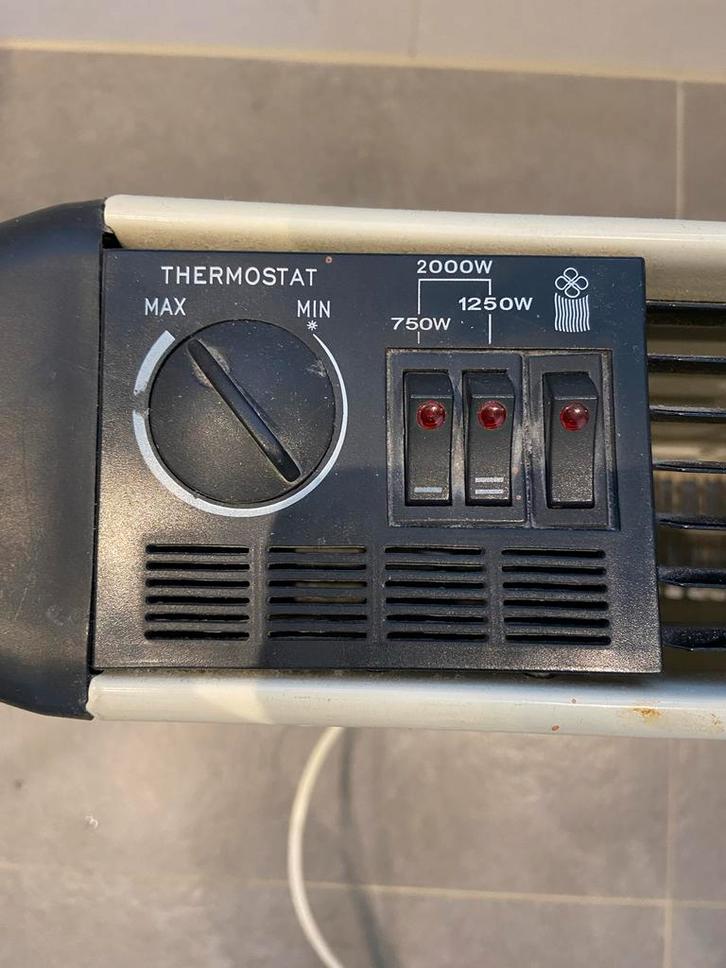 THERMOSTAT
MAX
MIN
2000W
1250W
750W